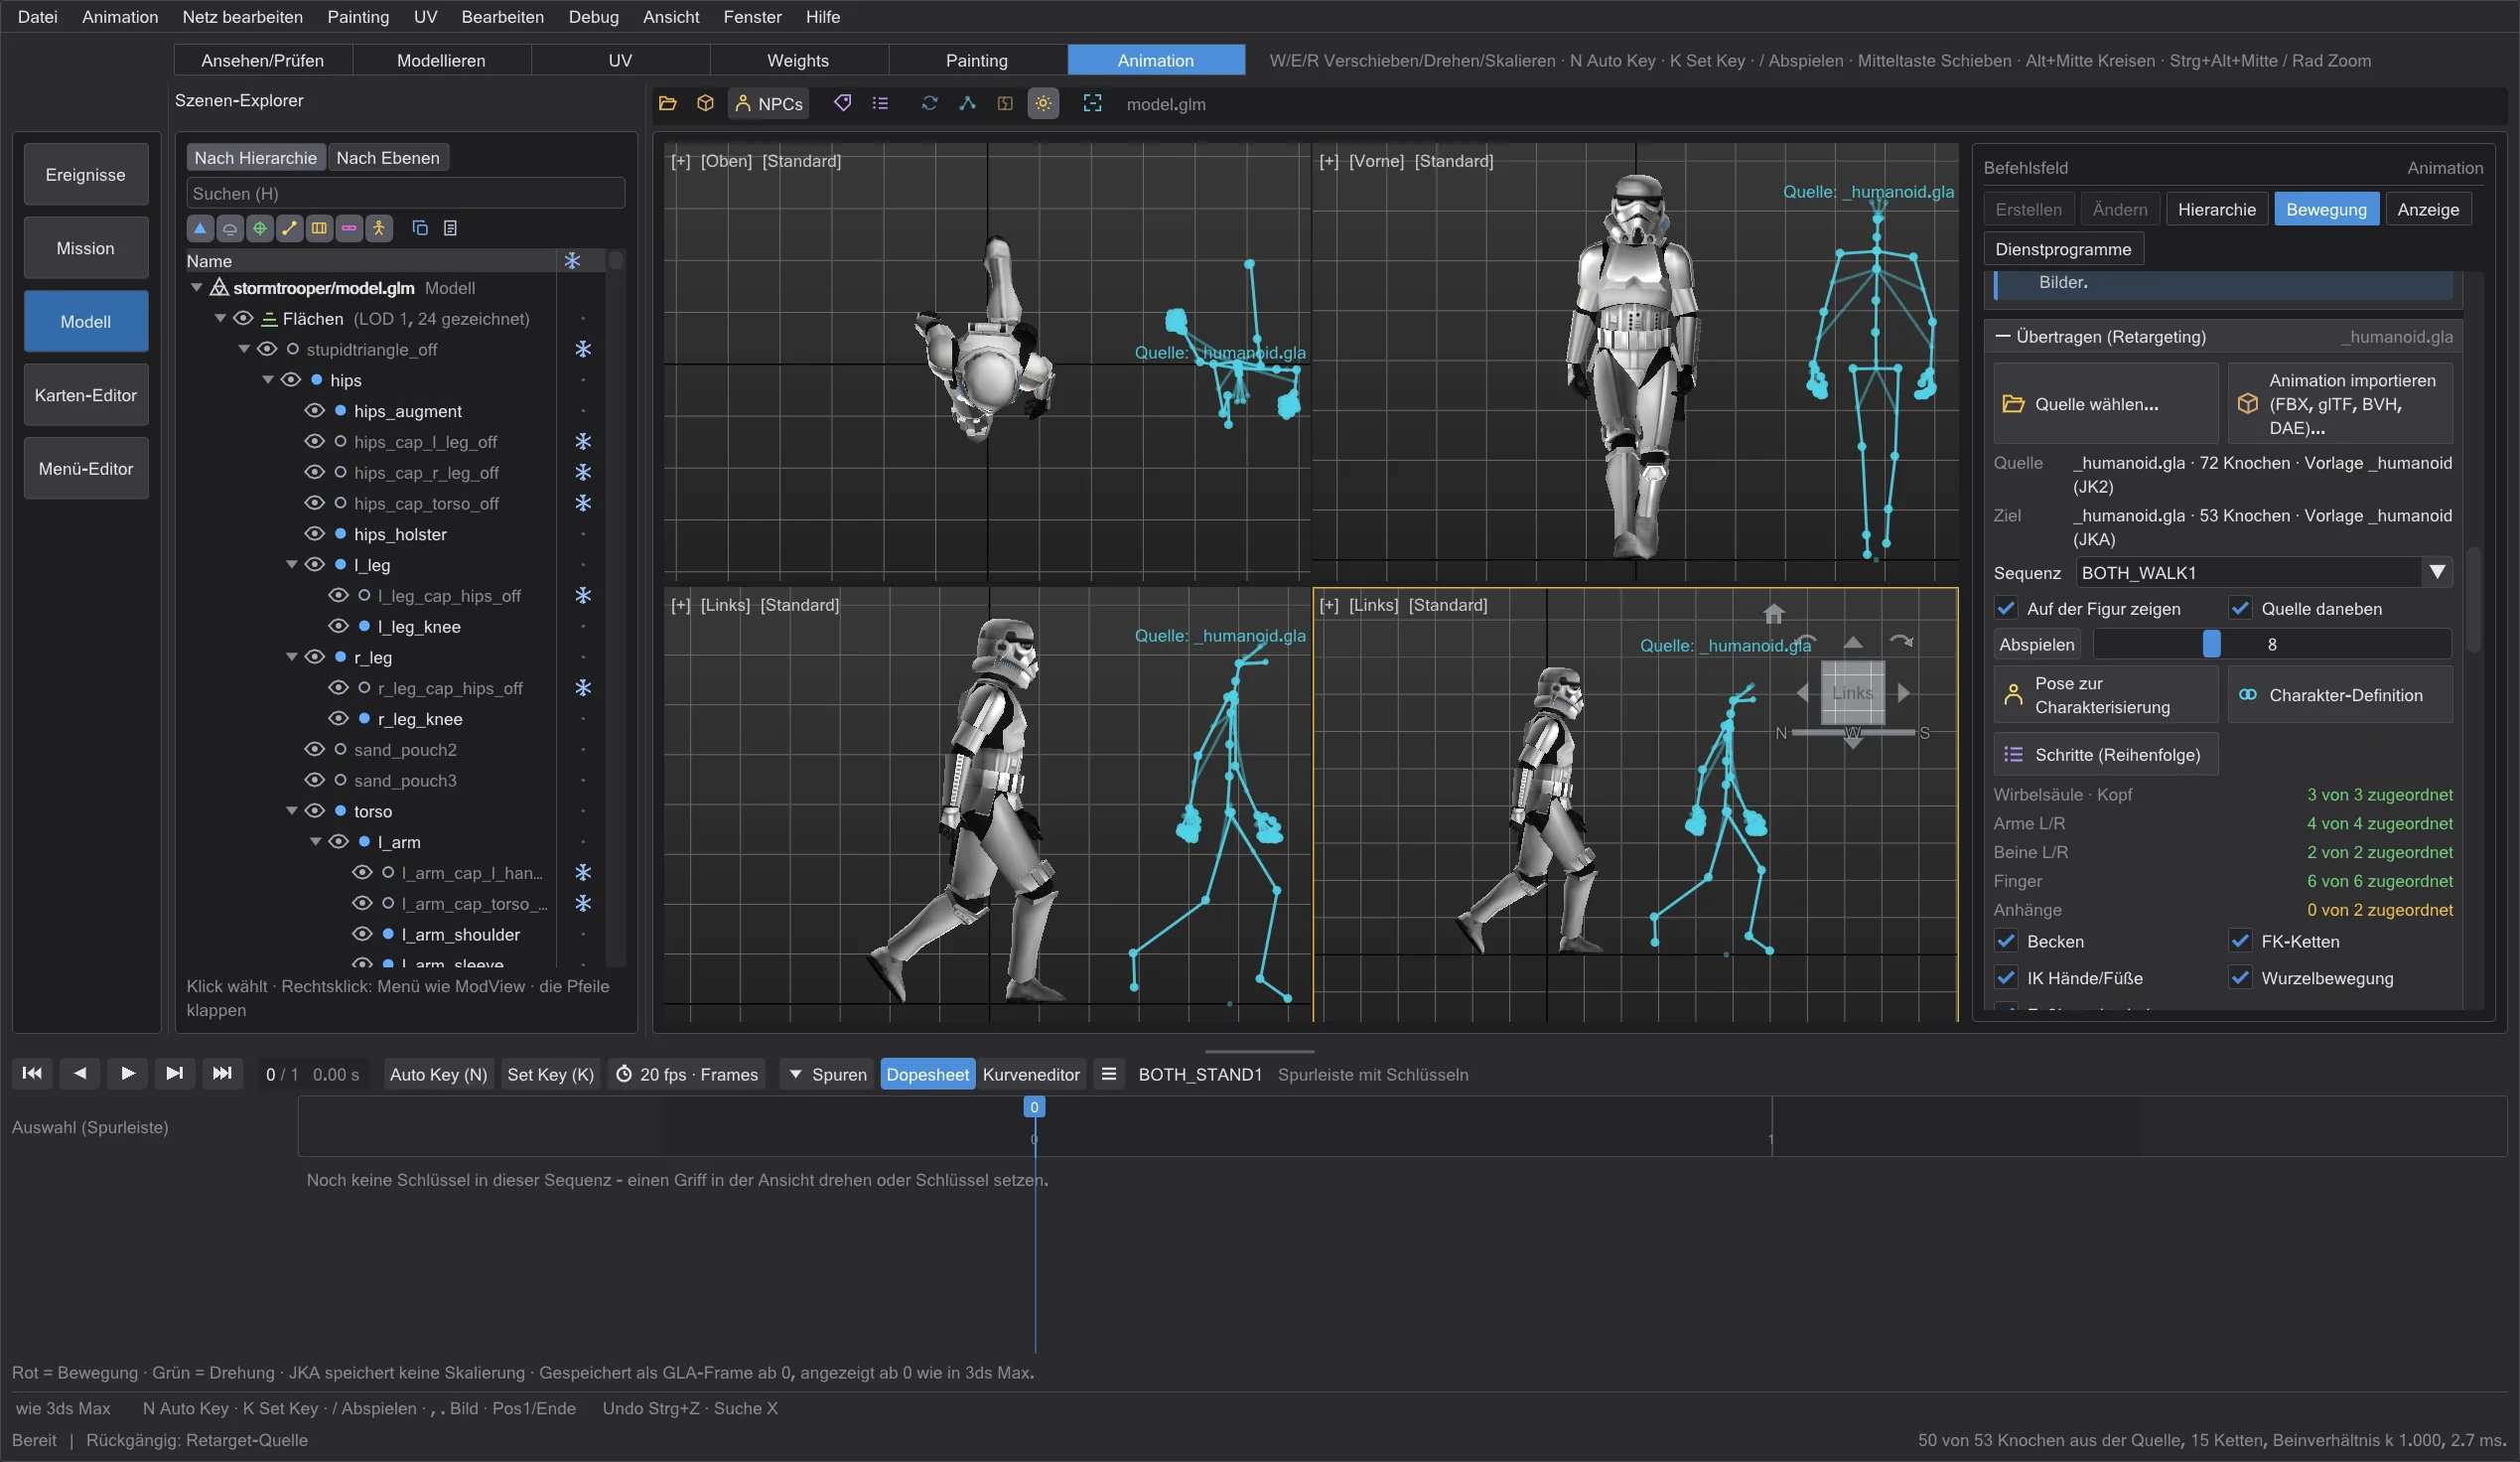 Datei Animation Netz bearbeiten Painting UV Bearbeiten Debug Ansicht Fenster Hilfe
Ansehen/Prüfen Modellieren UV Weights Painting Animation W/E/R Verschieben/Drehen/Skalieren · N Auto Key · K Set Key · / Abspielen · Mitteltaste Schieben · Alt+Mitte Kreisen · Strg+Alt+Mitte / Rad Zoom
Szenen-Explorer
NPCs model.glm
Ereignisse
Mission
Modell
Karten-Editor
Menü-Editor
Nach Hierarchie Nach Ebenen
Suchen (H)
Name
stormtrooper/model.glm Modell
Flächen (LOD 1, 24 gezeichnet)
stupidtriangle_off
hips
hips_augment
hips_cap_l_leg_off
hips_cap_r_leg_off
hips_cap_torso_off
hips_holster
l_leg
l_leg_cap_hips_off
l_leg_knee
r_leg
r_leg_cap_hips_off
r_leg_knee
sand_pouch2
sand_pouch3
torso
l_arm
l_arm_cap_l_han...
l_arm_cap_torso_...
l_arm_shoulder
l_arm_sleeve
Klick wählt · Rechtsklick: Menü wie ModView · die Pfeile
klappen
[+] [Oben] [Standard]
Quelle: _humanoid.gla
[+] [Vorne] [Standard]
Quelle: _humanoid.gla
[+] [Links] [Standard]
Quelle: _humanoid.gla
[+] [Links] [Standard]
Quelle: _humanoid.gla
Links
N W S
Befehlsfeld Animation
Erstellen Ändern Hierarchie Bewegung Anzeige
Dienstprogramme
Bilder.
Übertragen (Retargeting) _humanoid.gla
Quelle wählen...
Animation importieren
(FBX, glTF, BVH,
DAE)...
Quelle _humanoid.gla · 72 Knochen · Vorlage _humanoid
(JK2)
Ziel _humanoid.gla · 53 Knochen · Vorlage _humanoid
(JKA)
Sequenz BOTH_WALK1
Auf der Figur zeigen Quelle daneben
Abspielen 8
Pose zur
Charakterisierung
Charakter-Definition
Schritte (Reihenfolge)
Wirbelsäule · Kopf 3 von 3 zugeordnet
Arme L/R 4 von 4 zugeordnet
Beine L/R 2 von 2 zugeordnet
Finger 6 von 6 zugeordnet
Anhänge 0 von 2 zugeordnet
Becken FK-Ketten
IK Hände/Füße Wurzelbewegung
0 / 1 0.00 s Auto Key (N) Set Key (K) 20 fps · Frames Spuren Dopesheet Kurveneditor BOTH_STAND1 Spurleiste mit Schlüsseln
0
Auswahl (Spurleiste)
0 1
Noch keine Schlüssel in dieser Sequenz - einen Griff in der Ansicht drehen oder Schlüssel setzen.
Rot = Bewegung · Grün = Drehung · JKA speichert keine Skalierung · Gespeichert als GLA-Frame ab 0, angezeigt ab 0 wie in 3ds Max.
wie 3ds Max N Auto Key · K Set Key · / Abspielen · , . Bild · Pos1/Ende Undo Strg+Z · Suche X
Bereit | Rückgängig: Retarget-Quelle 50 von 53 Knochen aus der Quelle, 15 Ketten, Beinverhältnis k 1.000, 2.7 ms.